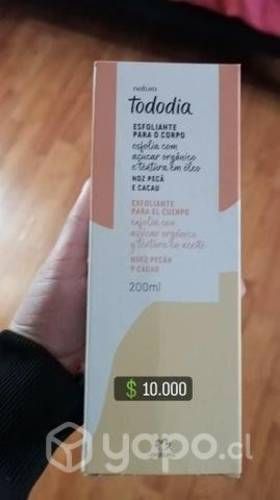 natura
tododia
ESFOLIANTE
PARA O CORPO
esfolia com
açúcar orgânico
e textura em óleo
NOZ PECÃ
E CACAU
EXFOLIANTE
PARA EL CUERPO
exfolia con
azúcar orgánico
y textura en aceite
NUEZ PECÁN
Y CACAO
200ml
$ 10.000
yapo.cl